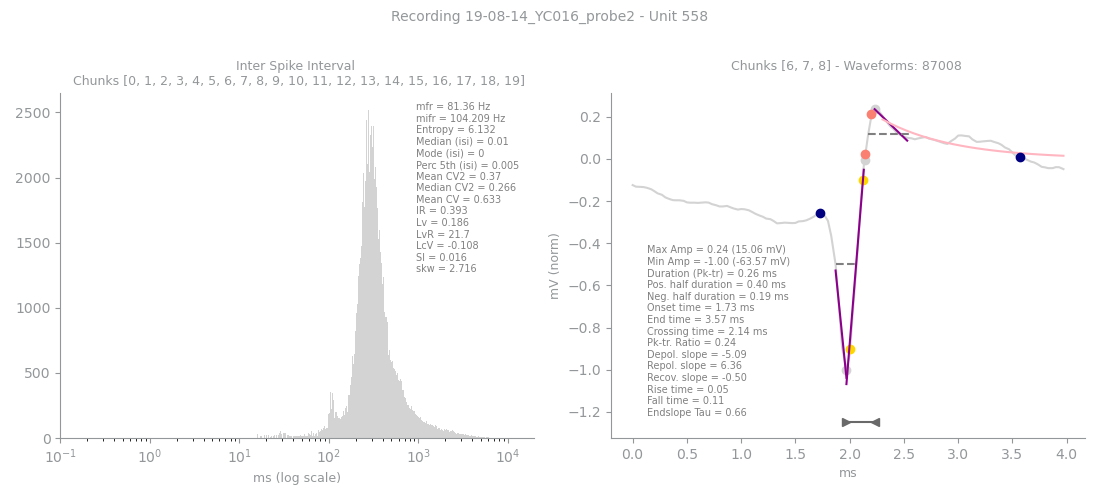 Recording 19-08-14_YC016_probe2 - Unit 558
Inter Spike Interval
Chunks [0, 1, 2, 3, 4, 5, 6, 7, 8, 9, 10, 11, 12, 13, 14, 15, 16, 17, 18, 19]
2500
2000
1500
1000
500
0
mfr = 81.36 Hz
mifr = 104.209 Hz
Entropy = 6.132
Median (isi) = 0.01
Mode (isi) = 0
Perc 5th (isi) = 0.005
Mean CV2 = 0.37
Median CV2 = 0.266
Mean CV = 0.633
IR = 0.393
Lv = 0.186
LvR = 21.7
LcV = -0.108
SI = 0.016
skw = 2.716
10⁻¹ 10⁰ 10¹ 10² 10³ 10⁴
ms (log scale)
Chunks [6, 7, 8] - Waveforms: 87008
mV (norm)
0.2
0.0
−0.2
−0.4
−0.6
−0.8
−1.0
−1.2
Max Amp = 0.24 (15.06 mV)
Min Amp = -1.00 (-63.57 mV)
Duration (Pk-tr) = 0.26 ms
Pos. half duration = 0.40 ms
Neg. half duration = 0.19 ms
Onset time = 1.73 ms
End time = 3.57 ms
Crossing time = 2.14 ms
Pk-tr. Ratio = 0.24
Depol. slope = -5.09
Repol. slope = 6.36
Recov. slope = -0.50
Rise time = 0.05
Fall time = 0.11
Endslope Tau = 0.66
0.0 0.5 1.0 1.5 2.0 2.5 3.0 3.5 4.0
ms